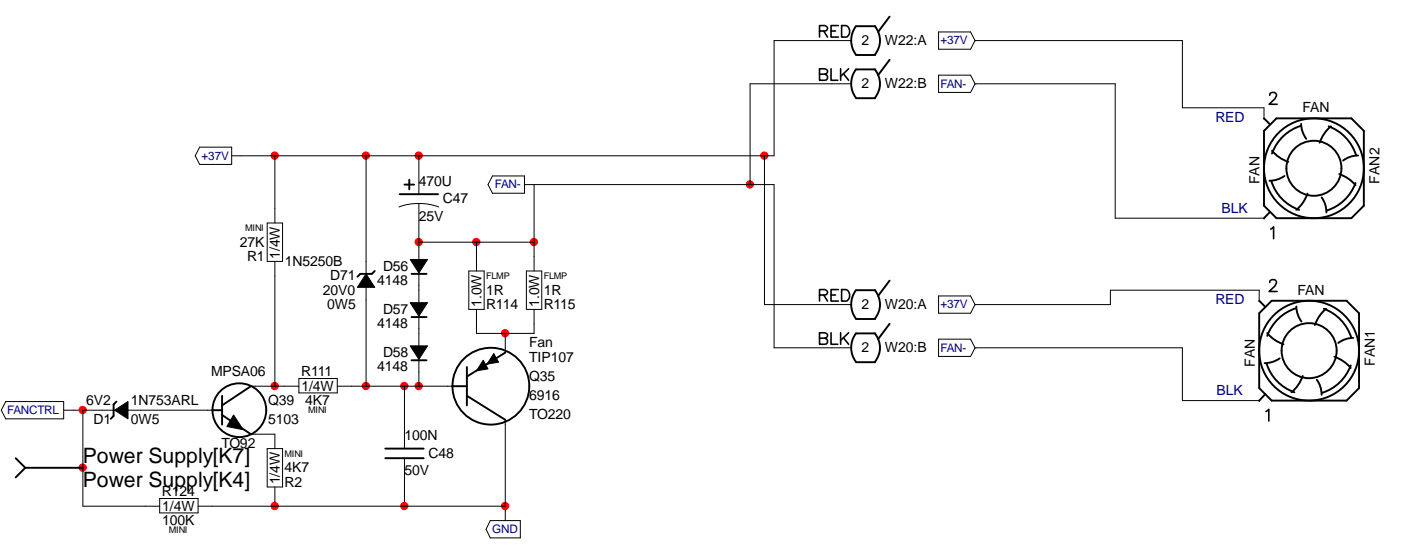 RED
2
W22:A
+37V
BLK
2
W22:B
FAN-
2
FAN
RED
FAN
FAN2
BLK
1
+37V
+
470U
C47
25V
FAN-
MINI
27K
R1
1/4W
1N5250B
D71
20V0
0W5
D56
4148
D57
4148
D58
4148
1.0W
FLMP
1R
R114
1.0W
FLMP
1R
R115
RED
2
W20:A
+37V
BLK
2
W20:B
FAN-
2
FAN
RED
FAN
FAN1
BLK
1
Fan
TIP107
Q35
6916
TO220
MPSA06
Q39
5103
TO92
R111
1/4W
4K7
MINI
FANCTRL
6V2
D1
1N753ARL
0W5
100N
C48
50V
Power Supply[K7]
Power Supply[K4]
1/4W
MINI
4K7
R2
R124
1/4W
100K
MINI
GND